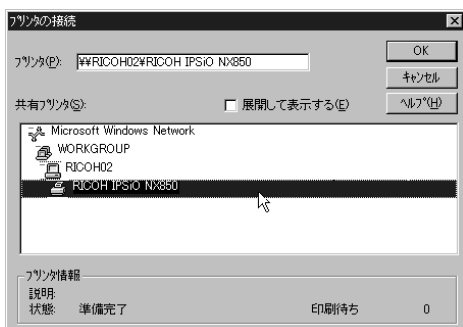 プリンタの接続
プリンタ(P): ¥¥RICOH02¥RICOH IPSiO NX850
OK
キャンセル
共有プリンタ(S):
展開して表示する(E)
ヘルプ(H)
Microsoft Windows Network
WORKGROUP
RICOH02
RICOH IPSiO NX850
プリンタ情報
説明:
状態: 準備完了 印刷待ち 0